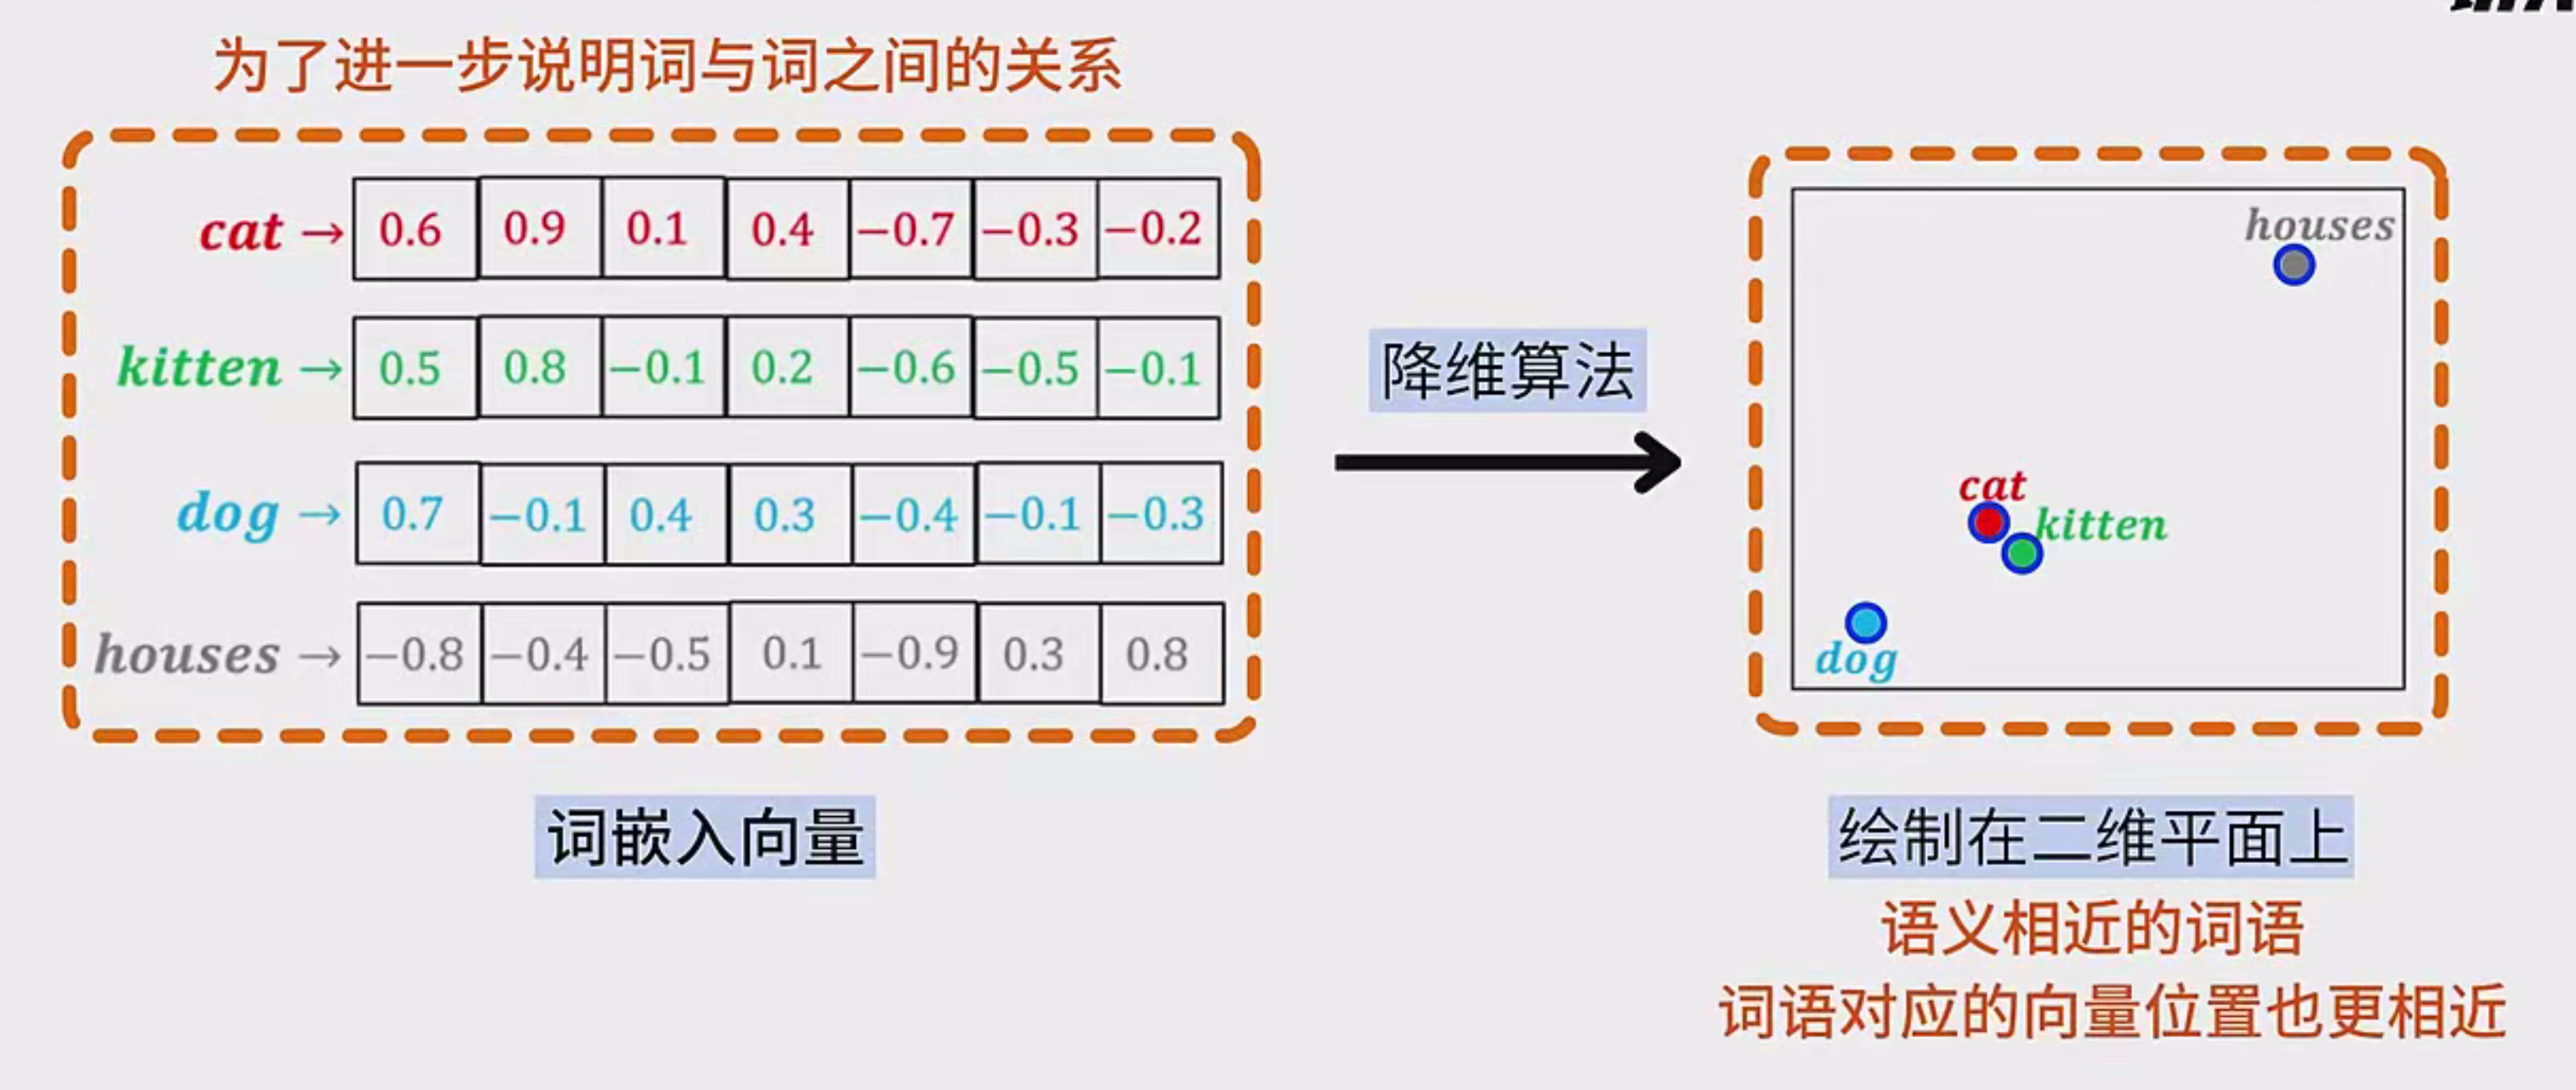 为了进一步说明词与词之间的关系
cat → 0.6 0.9 0.1 0.4 −0.7 −0.3 −0.2
kitten → 0.5 0.8 −0.1 0.2 −0.6 −0.5 −0.1
dog → 0.7 −0.1 0.4 0.3 −0.4 −0.1 −0.3
houses → −0.8 −0.4 −0.5 0.1 −0.9 0.3 0.8
词嵌入向量
降维算法
houses
cat
kitten
dog
绘制在二维平面上
语义相近的词语
词语对应的向量位置也更相近